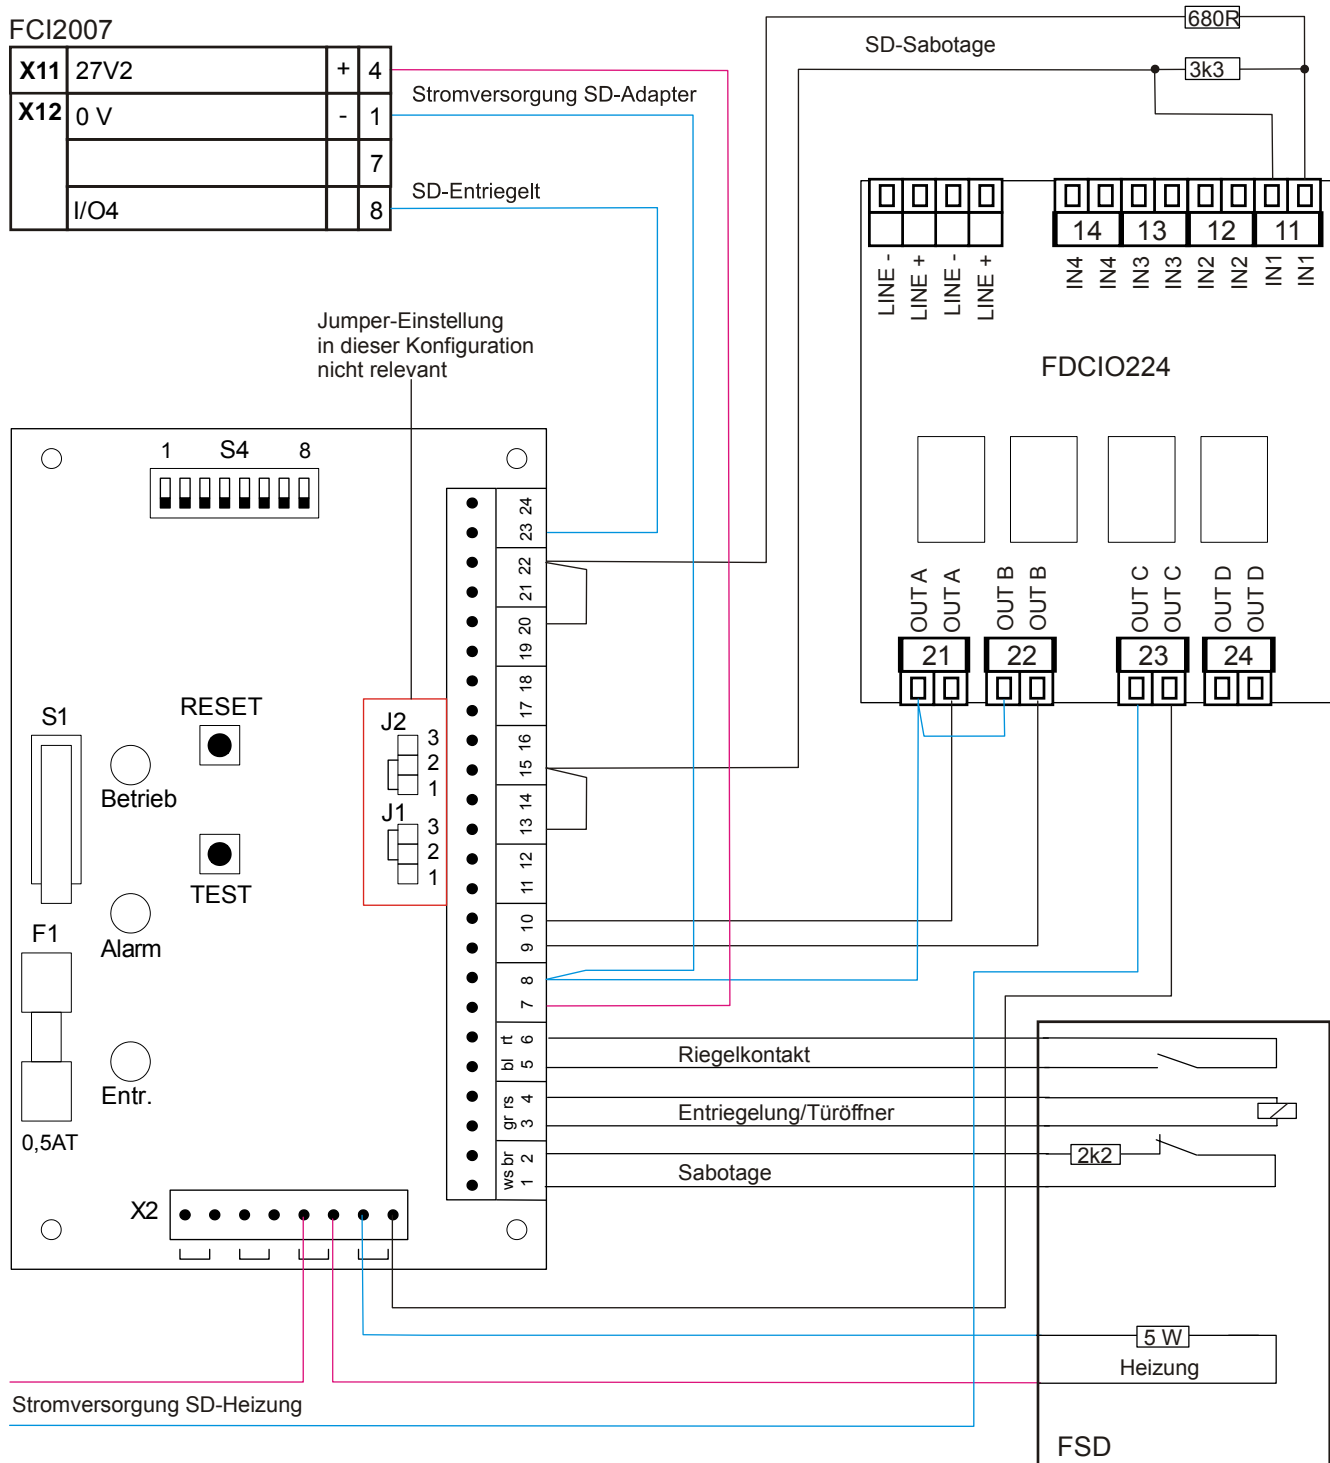 FCI2007
X11 27V2 + 4
X12 0 V - 1
7
I/O4 8
Stromversorgung SD-Adapter
SD-Entriegelt
SD-Sabotage
680R
3k3
14 13 12 11
LINE - LINE + LINE - LINE +
IN4 IN4 IN3 IN3 IN2 IN2 IN1 IN1
FDCIO224
OUT A OUT A OUT B OUT B OUT C OUT C OUT D OUT D
21 22 23 24
Jumper-Einstellung
in dieser Konfiguration
nicht relevant
1 S4 8
23 24
21 22
19 20
17 18
15 16
13 14
11 12
9 10
7 8
bl rt
5 6
gr rs
3 4
ws br
1 2
S1
RESET
Betrieb
TEST
Alarm
F1
Entr.
0,5AT
J2
3
2
1
J1
3
2
1
X2
Riegelkontakt
Entriegelung/Türöffner
2k2
Sabotage
5 W
Heizung
Stromversorgung SD-Heizung
FSD